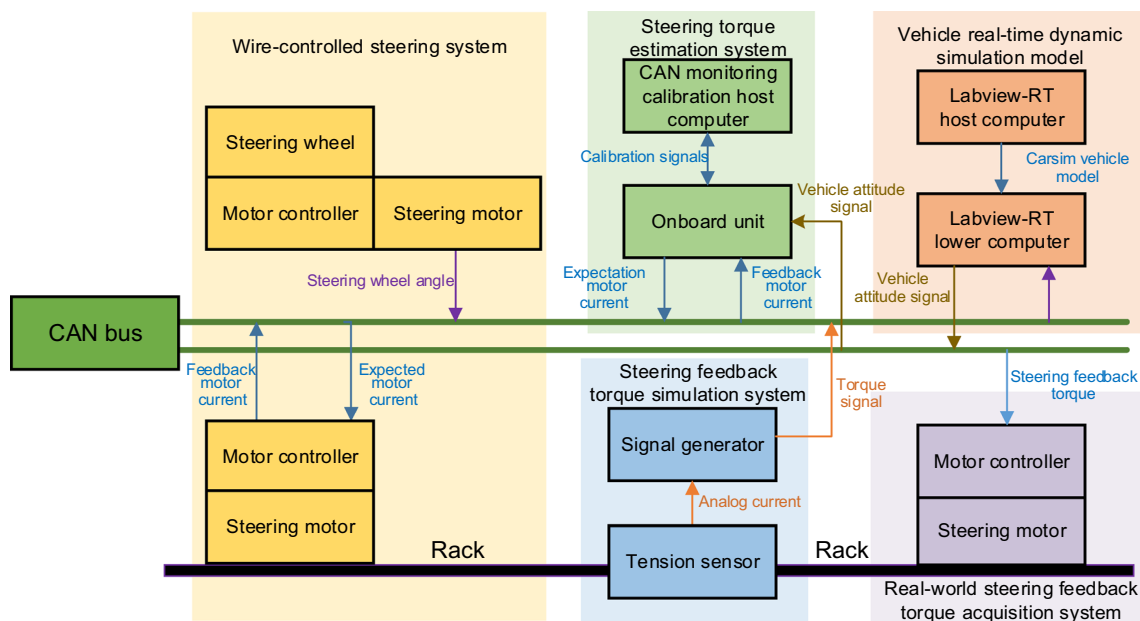 Wire-controlled steering system
Steering wheel
Motor controller
Steering motor
Steering wheel angle
Steering torque
estimation system
CAN monitoring
calibration host
computer
Calibration signals
Onboard unit
Expectation
motor
current
Feedback
motor
current
Vehicle attitude
signal
Vehicle real-time dynamic
simulation model
Labview-RT
host computer
Carsim vehicle
model
Labview-RT
lower computer
Vehicle
attitude signal
CAN bus
Feedback
motor
current
Expected
motor
current
Motor controller
Steering motor
Rack
Steering feedback
torque simulation system
Signal generator
Analog current
Tension sensor
Torque
signal
Rack
Steering feedback
torque
Motor controller
Steering motor
Real-world steering feedback
torque acquisition system